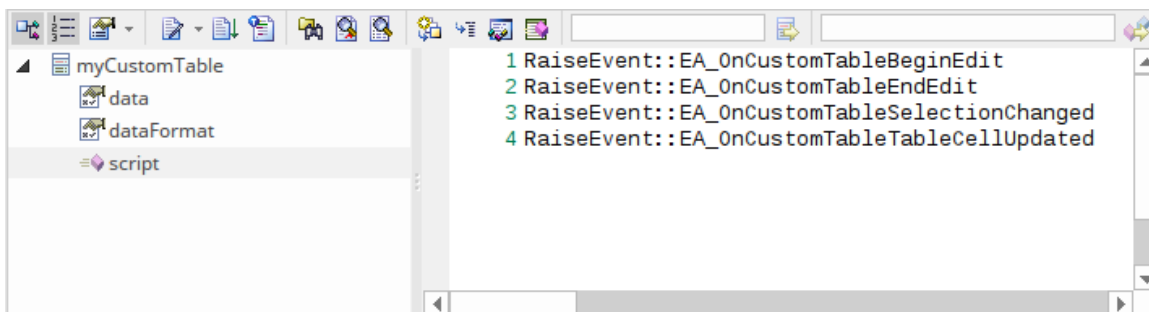 myCustomTable
data
dataFormat
script
1 RaiseEvent::EA_OnCustomTableBeginEdit
2 RaiseEvent::EA_OnCustomTableEndEdit
3 RaiseEvent::EA_OnCustomTableSelectionChanged
4 RaiseEvent::EA_OnCustomTableTableCellUpdated